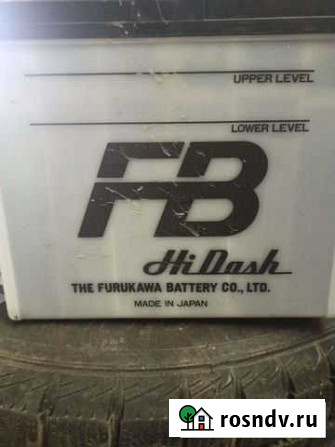 UPPER LEVEL
LOWER LEVEL
FB
Hi Dash
THE FURUKAWA BATTERY CO., LTD.
MADE IN JAPAN
rosndv.ru